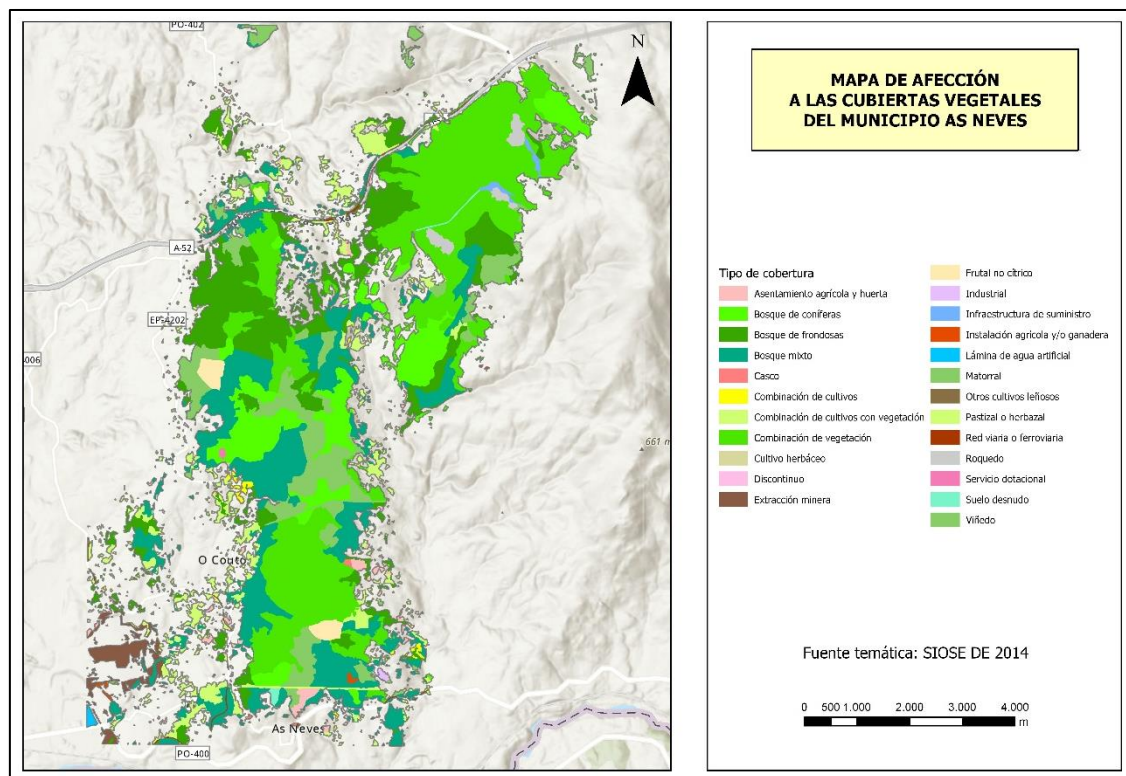 PO-402
N
A-52
EP-4202
661 m
O Couto
As Neves
PO-400
MAPA DE AFECCIÓN
A LAS CUBIERTAS VEGETALES
DEL MUNICIPIO AS NEVES
Tipo de cobertura
Asentamiento agrícola y huerta
Bosque de coníferas
Bosque de frondosas
Bosque mixto
Casco
Combinación de cultivos
Combinación de cultivos con vegetación
Combinación de vegetación
Cultivo herbáceo
Discontinuo
Extracción minera
Frutal no cítrico
Industrial
Infraestructura de suministro
Instalación agrícola y/o ganadera
Lámina de agua artificial
Matorral
Otros cultivos leñosos
Pastizal o herbazal
Red viaria o ferroviaria
Roquedo
Servicio dotacional
Suelo desnudo
Viñedo
Fuente temática: SIOSE DE 2014
0 500 1.000 2.000 3.000 4.000
m